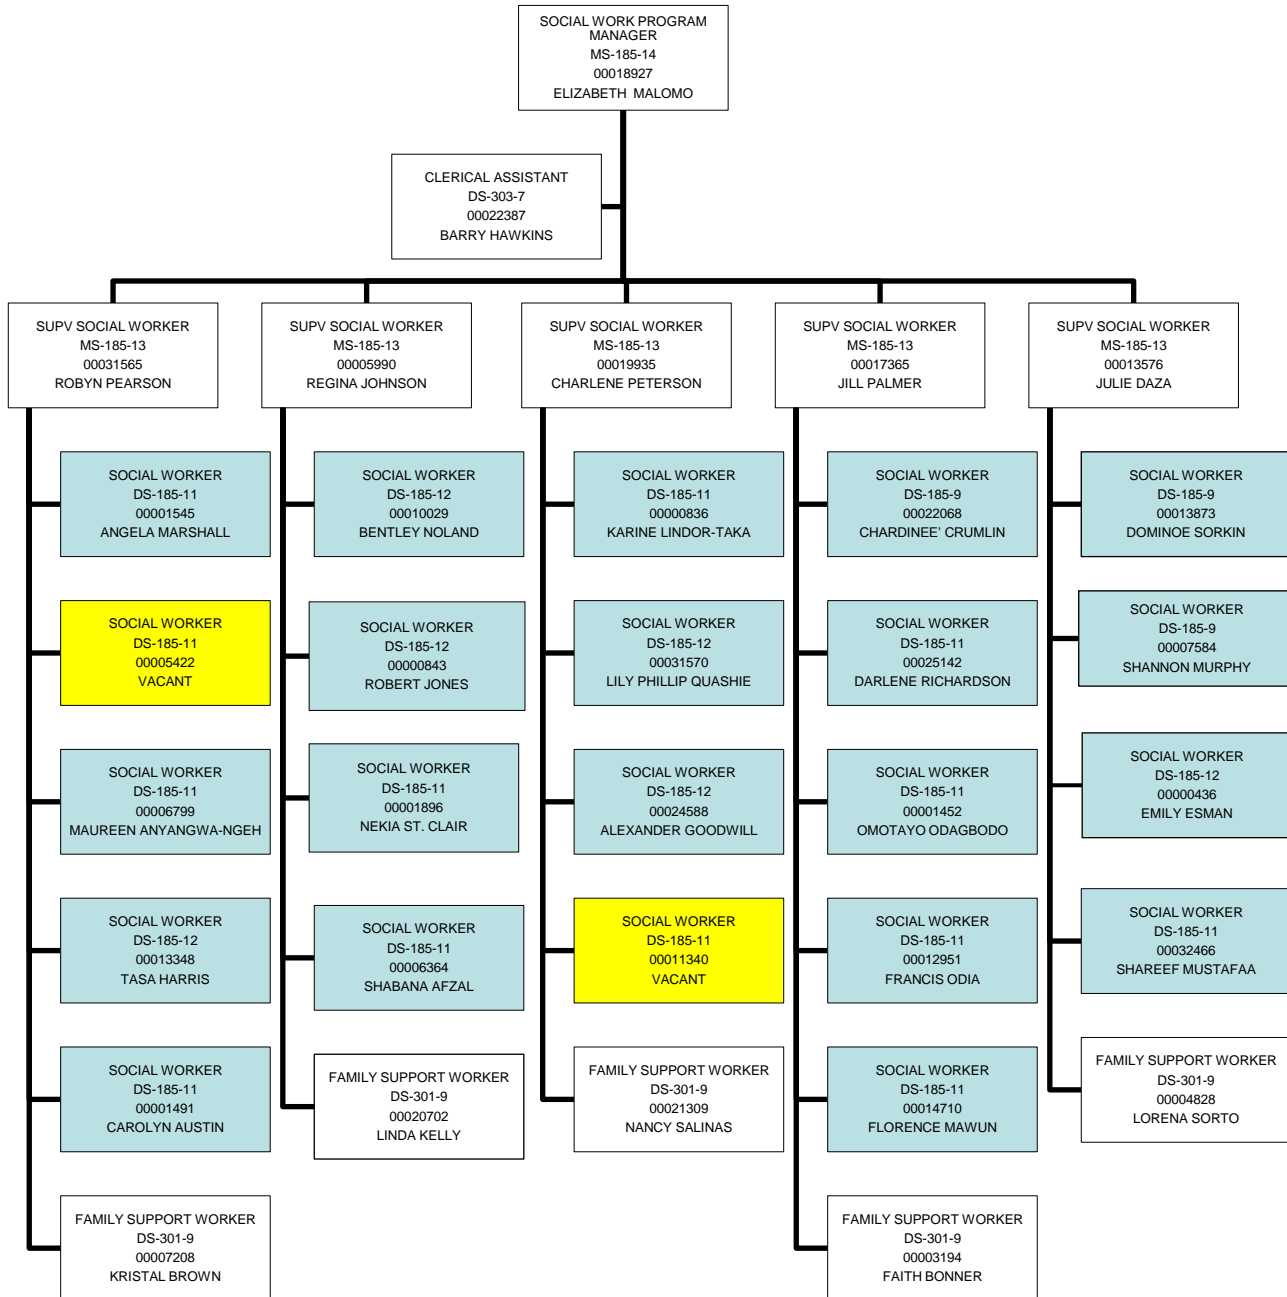 SOCIAL WORK PROGRAM
MANAGER
MS-185-14
00018927
ELIZABETH MALOMO
CLERICAL ASSISTANT
DS-303-7
00022387
BARRY HAWKINS
SUPV SOCIAL WORKER
MS-185-13
00031565
ROBYN PEARSON
SOCIAL WORKER
DS-185-11
00001545
ANGELA MARSHALL
SOCIAL WORKER
DS-185-11
00005422
VACANT
SOCIAL WORKER
DS-185-11
00006799
MAUREEN ANYANGWA-NGEH
SOCIAL WORKER
DS-185-12
00013348
TASA HARRIS
SOCIAL WORKER
DS-185-11
00001491
CAROLYN AUSTIN
FAMILY SUPPORT WORKER
DS-301-9
00007208
KRISTAL BROWN
SUPV SOCIAL WORKER
MS-185-13
00005990
REGINA JOHNSON
SOCIAL WORKER
DS-185-12
00010029
BENTLEY NOLAND
SOCIAL WORKER
DS-185-12
00000843
ROBERT JONES
SOCIAL WORKER
DS-185-11
00001896
NEKIA ST. CLAIR
SOCIAL WORKER
DS-185-11
00006364
SHABANA AFZAL
FAMILY SUPPORT WORKER
DS-301-9
00020702
LINDA KELLY
SUPV SOCIAL WORKER
MS-185-13
00019935
CHARLENE PETERSON
SOCIAL WORKER
DS-185-11
00000836
KARINE LINDOR-TAKA
SOCIAL WORKER
DS-185-12
00031570
LILY PHILLIP QUASHIE
SOCIAL WORKER
DS-185-12
00024588
ALEXANDER GOODWILL
SOCIAL WORKER
DS-185-11
00011340
VACANT
FAMILY SUPPORT WORKER
DS-301-9
00021309
NANCY SALINAS
SUPV SOCIAL WORKER
MS-185-13
00017365
JILL PALMER
SOCIAL WORKER
DS-185-9
00022068
CHARDINEE’ CRUMLIN
SOCIAL WORKER
DS-185-11
00025142
DARLENE RICHARDSON
SOCIAL WORKER
DS-185-11
00001452
OMOTAYO ODAGBODO
SOCIAL WORKER
DS-185-11
00012951
FRANCIS ODIA
SOCIAL WORKER
DS-185-11
00014710
FLORENCE MAWUN
FAMILY SUPPORT WORKER
DS-301-9
00003194
FAITH BONNER
SUPV SOCIAL WORKER
MS-185-13
00013576
JULIE DAZA
SOCIAL WORKER
DS-185-9
00013873
DOMINOE SORKIN
SOCIAL WORKER
DS-185-9
00007584
SHANNON MURPHY
SOCIAL WORKER
DS-185-12
00000436
EMILY ESMAN
SOCIAL WORKER
DS-185-11
00032466
SHAREEF MUSTAFAA
FAMILY SUPPORT WORKER
DS-301-9
00004828
LORENA SORTO